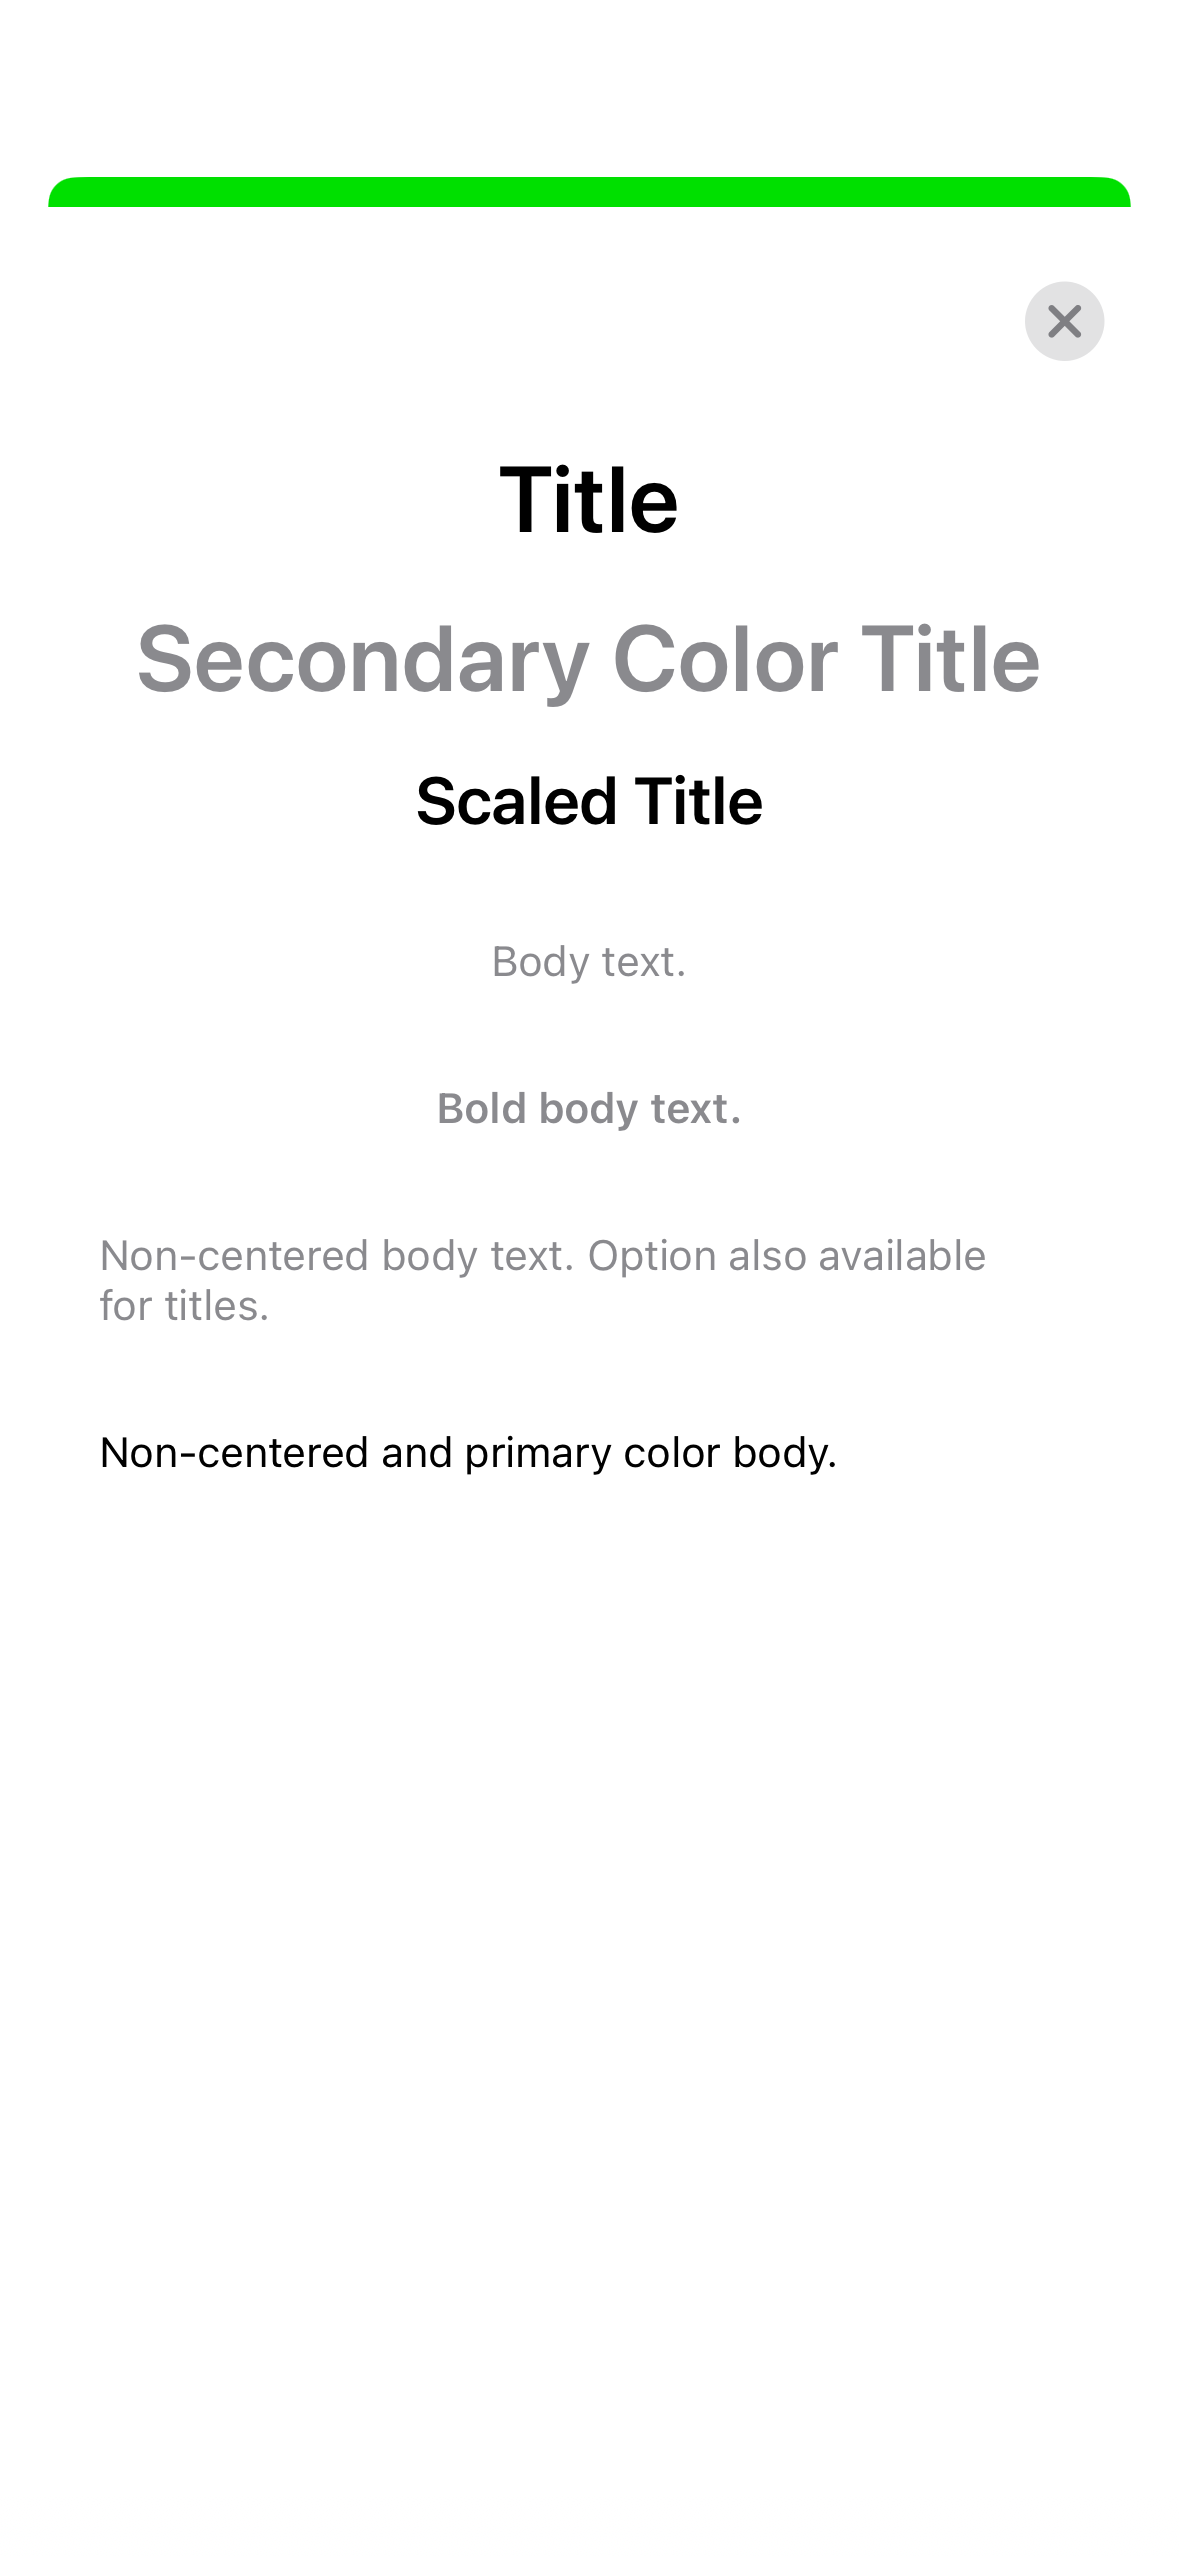 Title
Secondary Color Title
Scaled Title
Body text.
Bold body text.
Non-centered body text. Option also available
for titles.
Non-centered and primary color body.